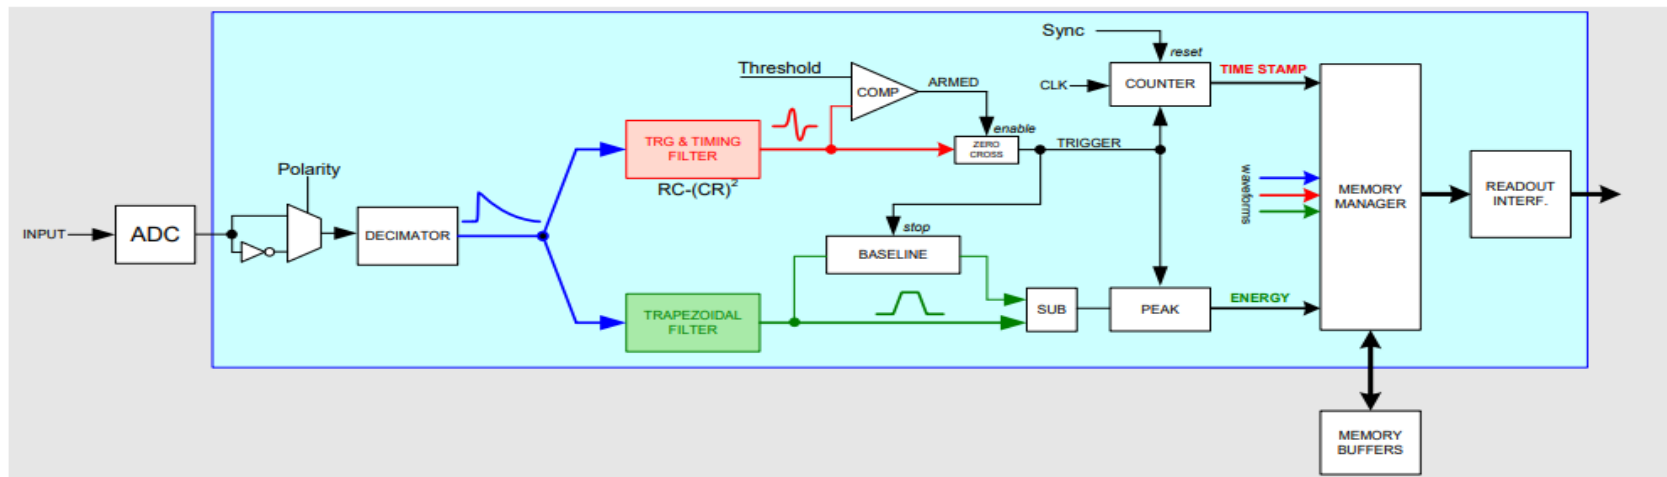 Sync
reset
Threshold
COMP
ARMED
CLK
COUNTER
TIME STAMP
TRG & TIMING
FILTER
RC-(CR)²
enable
ZERO
CROSS
TRIGGER
Polarity
INPUT
ADC
DECIMATOR
waveforms
MEMORY
MANAGER
READOUT
INTERF.
stop
BASELINE
TRAPEZOIDAL
FILTER
SUB
PEAK
ENERGY
MEMORY
BUFFERS